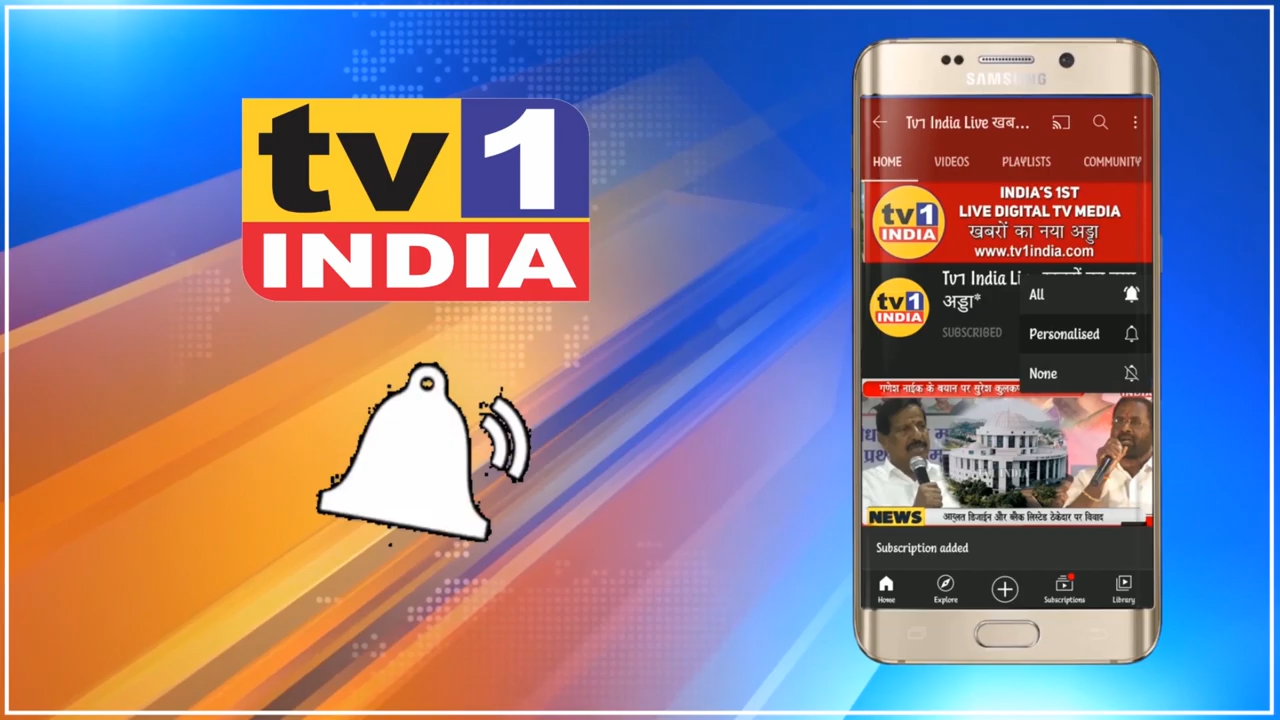 tv1
INDIA
SAMSUNG
Tv1 India Live खब...
HOME VIDEOS PLAYLISTS COMMUNITY
tv1
INDIA
INDIA'S 1ST
LIVE DIGITAL TV MEDIA
खबरों का नया अड्डा
www.tv1india.com
tv1
INDIA
Tv1 India Li
अड्डा*
SUBSCRIBED
All
Personalised
None
गणेश नाईक के बयान पर सुरेश कुलक
NEWS
आयुलत डिजाईन और ब्लैक लिस्टेड ठेकेदार पर विवाद
Subscription added
Home Explore Subscriptions Library